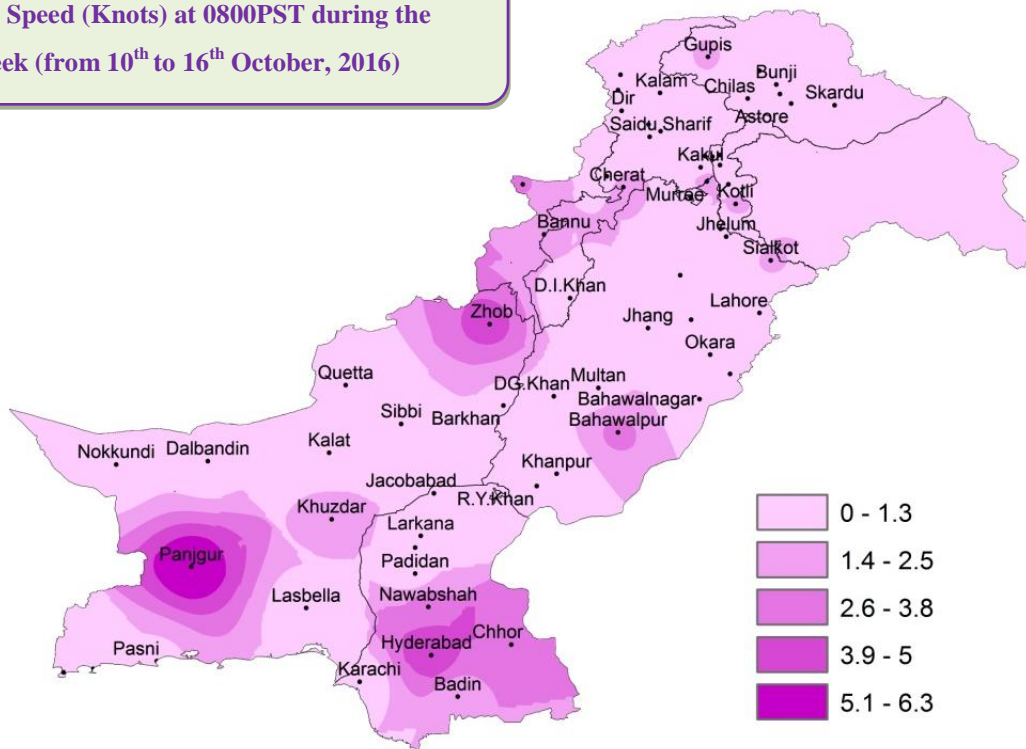 Speed (Knots) at 0800PST during the
eek (from 10th to 16th October, 2016)
Gupis
Bunji
Kalam
Chilas
Skardu
Dir
Astore
Saidu Sharif
Kakul
Cherat
Murree
Kotli
Bannu
Jhelum
Sialkot
D.I.Khan
Lahore
Zhob
Jhang
Okara
Quetta
DG.Khan
Multan
Bahawalnagar
Sibbi
Barkhan
Bahawalpur
Kalat
Nokkundi
Dalbandin
Khanpur
Jacobabad
R.Y.Khan
Khuzdar
Larkana
Panjgur
Padidan
Lasbella
Nawabshah
Chhor
Hyderabad
Pasni
Karachi
Badin
0 - 1.3
1.4 - 2.5
2.6 - 3.8
3.9 - 5
5.1 - 6.3